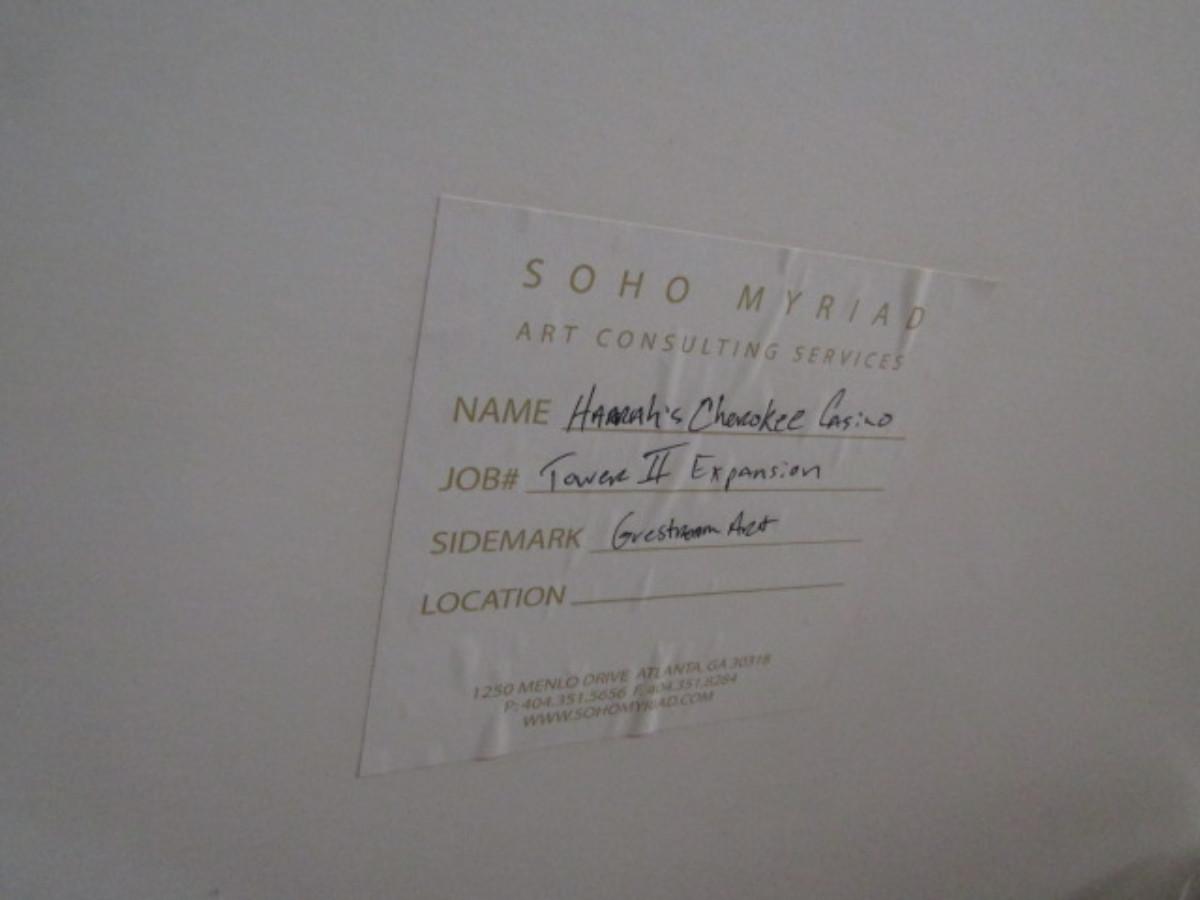 SOHO MYRIAD
ART CONSULTING SERVICES
NAME Harrah's Cherokee Casino
JOB# Tower II Expansion
SIDEMARK Guestroom Art
LOCATION
1250 MENLO DRIVE ATLANTA, GA 30318
P: 404.351.5656 F: 404.351.8284
WWW.SOHOMYRIAD.COM